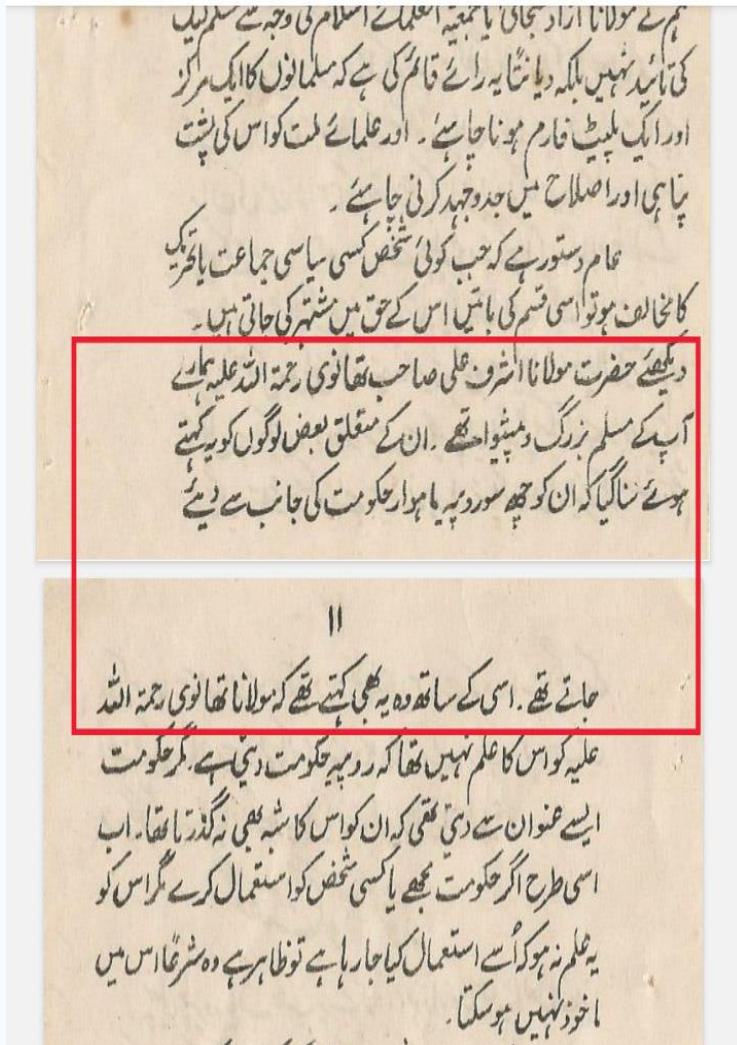 ہم نے مولانا آزاد سبحانی یا جمعیۃ العلمائے اسلام کی وجہ سے مسلم لیگ
کی تائید نہیں بلکہ دیانتًا یہ رائے قائم کی ہے کہ مسلمانوں کا ایک مرکز
اور ایک پلیٹ فارم ہونا چاہئے ۔ اور علمائے ملت کو اس کی پشت
پناہی اور اصلاح میں جدوجہد کرنی چاہئے ۔
عام دستور ہے کہ جب کوئی شخص کسی سیاسی جماعت یا تحریک
کا مخالف ہو تو اسی قسم کی باتیں اس کے حق میں مشتہر کی جاتی ہیں ۔
دیکھئے حضرت مولانا اشرف علی صاحب تھانوی رحمۃ اللہ علیہ ہمارے
آپ کے مسلم بزرگ و پیشوا تھے ۔ ان کے متعلق بعض لوگوں کو یہ کہتے
ہوئے سنا گیا کہ ان کو چھ سو روپیہ ماہوار حکومت کی جانب سے دیئے
۱۱
جاتے تھے ۔ اسی کے ساتھ وہ یہ بھی کہتے تھے کہ مولانا تھانوی رحمۃ اللہ
علیہ کو اس کا علم نہیں تھا کہ روپیہ حکومت دیتی ہے ۔ مگر حکومت
ایسے عنوان سے دیتی تھی کہ ان کو اس کا شبہ بھی نہ گذرتا تھا ۔ اب
اسی طرح اگر حکومت مجھے یا کسی شخص کو استعمال کرے مگر اس کو
یہ علم نہ ہو کہ اُسے استعمال کیا جا رہا ہے تو ظاہر ہے وہ شرعًا اس میں
ماخوذ نہیں ہو سکتا ۔